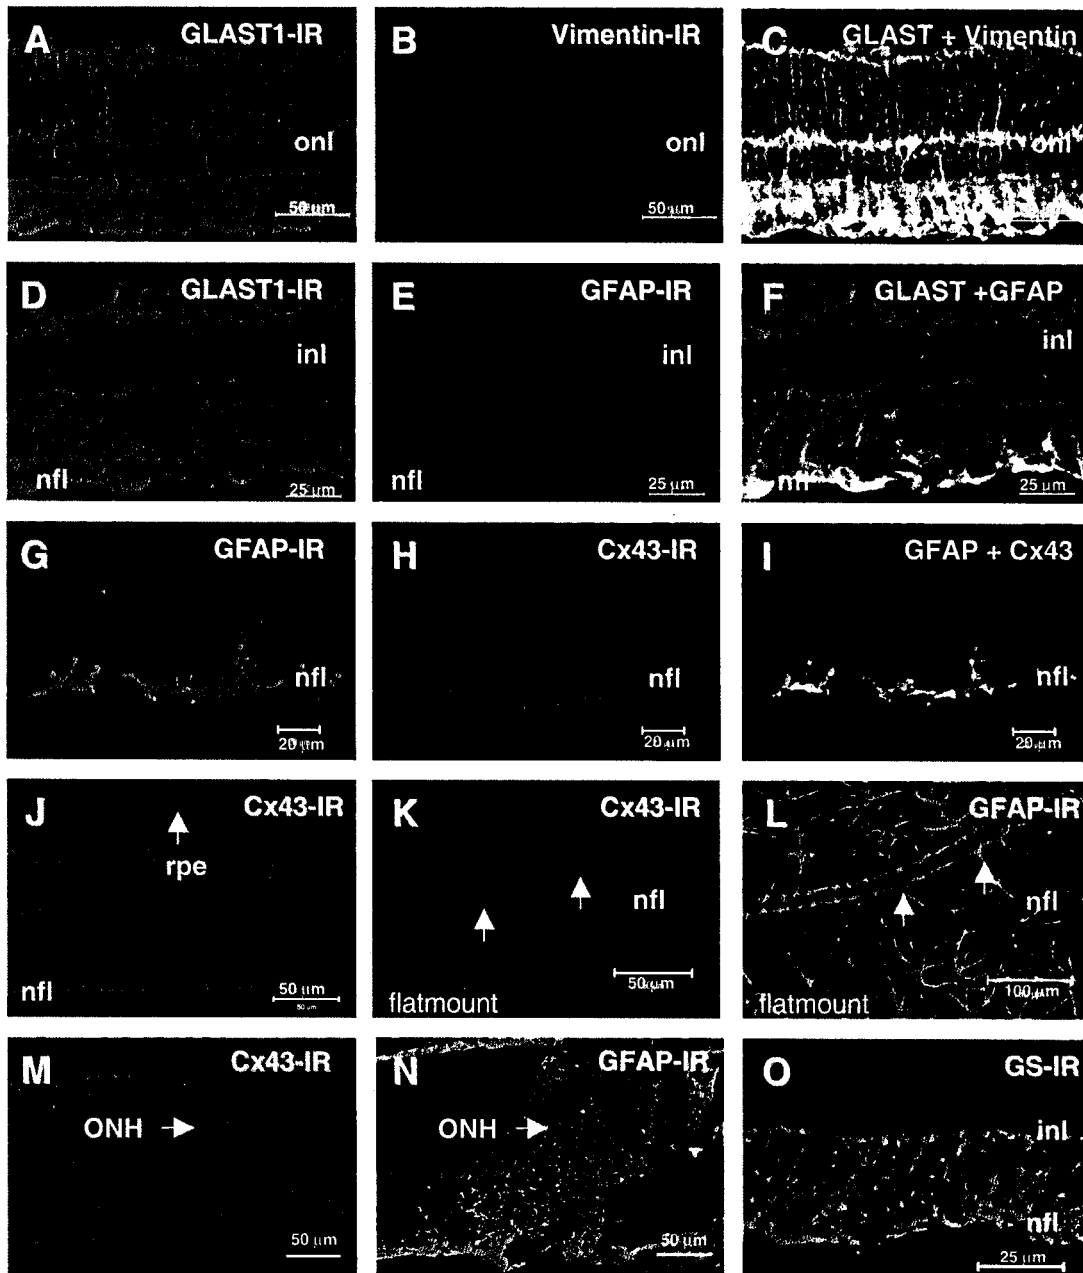 A GLAST1-IR
onl
50 µm
B Vimentin-IR
onl
50 µm
C GLAST + Vimentin
onl
D GLAST1-IR
inl
nfl
25 µm
E GFAP-IR
inl
nfl
25 µm
F GLAST +GFAP
inl
nfl
25 µm
G GFAP-IR
nfl
20 µm
H Cx43-IR
nfl
20 µm
I GFAP + Cx43
nfl
20 µm
J Cx43-IR
rpe
nfl
50 µm
50 µm
K Cx43-IR
nfl
50 µm
flatmount
L GFAP-IR
nfl
100 µm
flatmount
M Cx43-IR
ONH
50 µm
N GFAP-IR
ONH
50 µm
O GS-IR
inl
nfl
25 µm